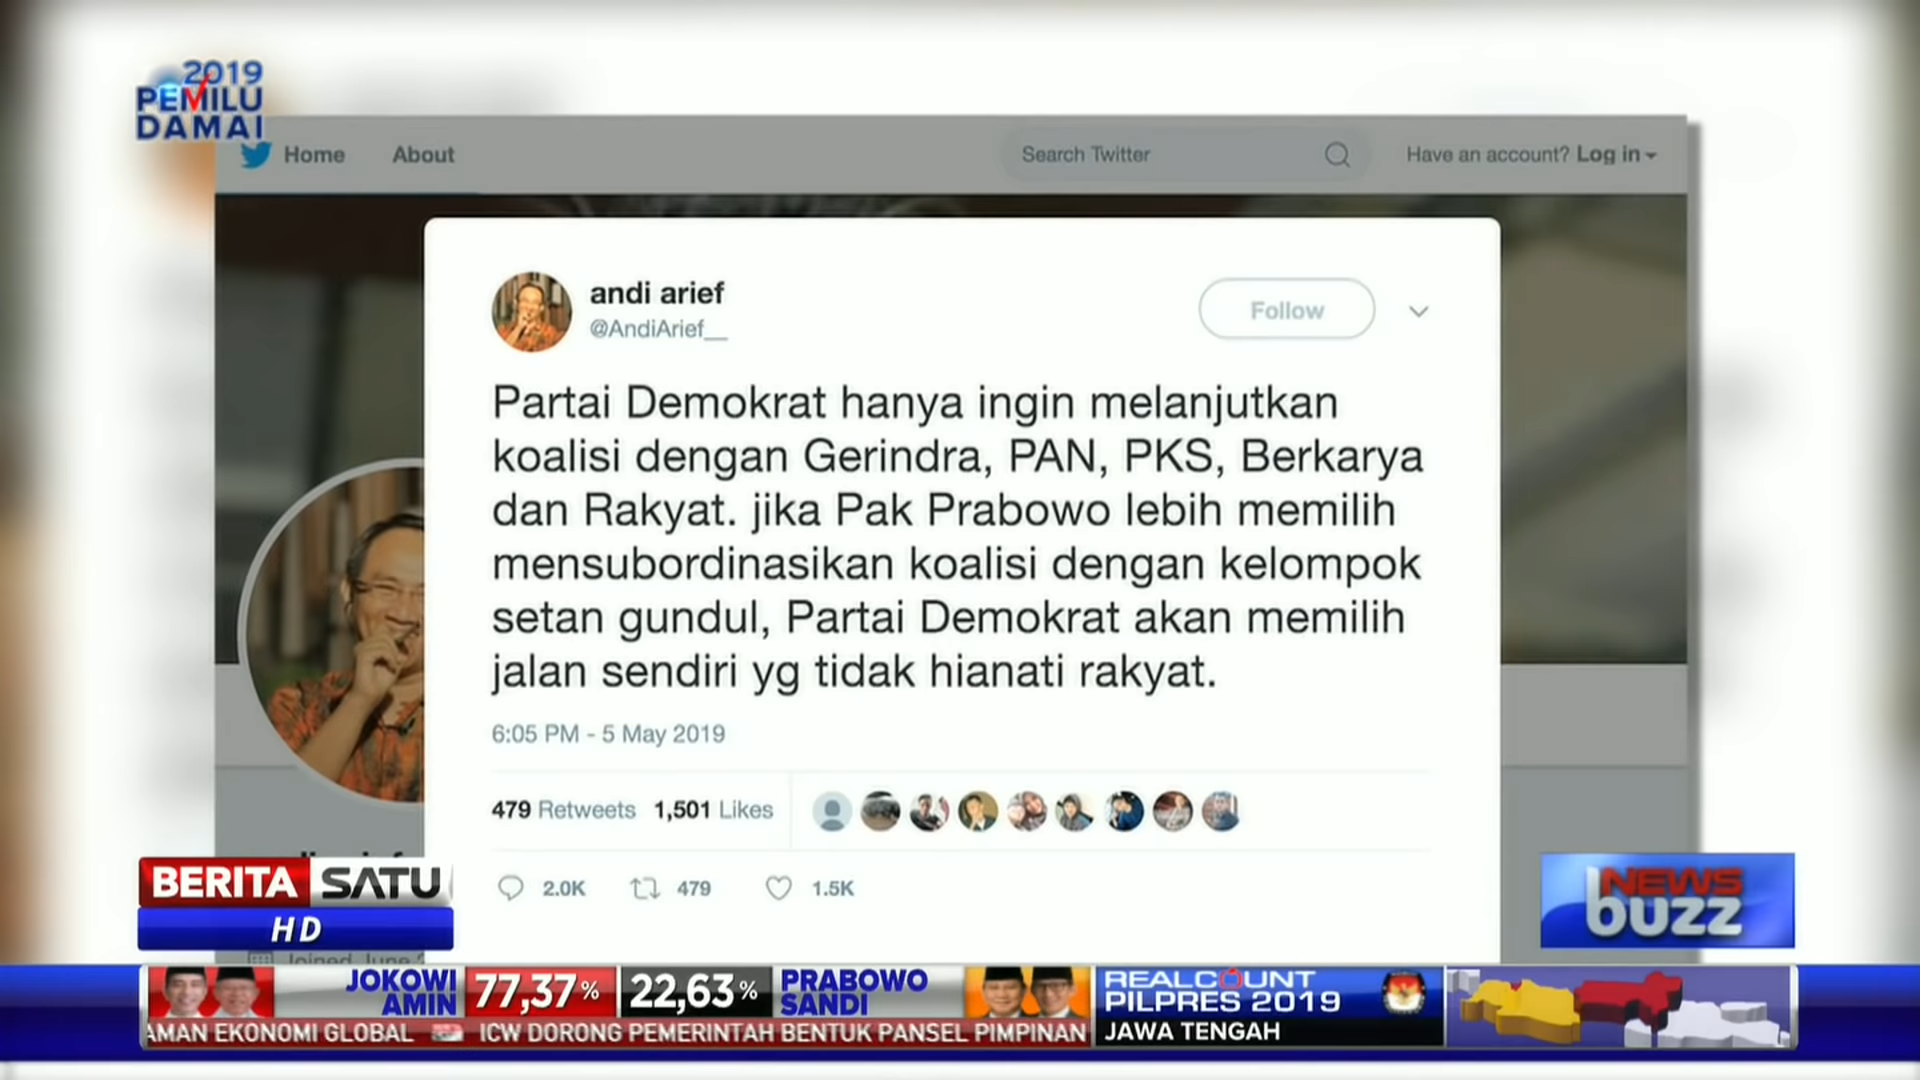 2019
PEMILU
DAMAI
Home About Search Twitter Have an account? Log in
andi arief
@AndiArief__
Follow
Partai Demokrat hanya ingin melanjutkan
koalisi dengan Gerindra, PAN, PKS, Berkarya
dan Rakyat. jika Pak Prabowo lebih memilih
mensubordinasikan koalisi dengan kelompok
setan gundul, Partai Demokrat akan memilih
jalan sendiri yg tidak hianati rakyat.
6:05 PM - 5 May 2019
479 Retweets 1,501 Likes
2.0K 479 1.5K
BERITA SATU
HD
NEWS
buzz
JOKOWI
AMIN
77,37%
22,63%
PRABOWO
SANDI
REALCOUNT
PILPRES 2019
JAWA TENGAH
AMAN EKONOMI GLOBAL ICW DORONG PEMERINTAH BENTUK PANSEL PIMPINAN